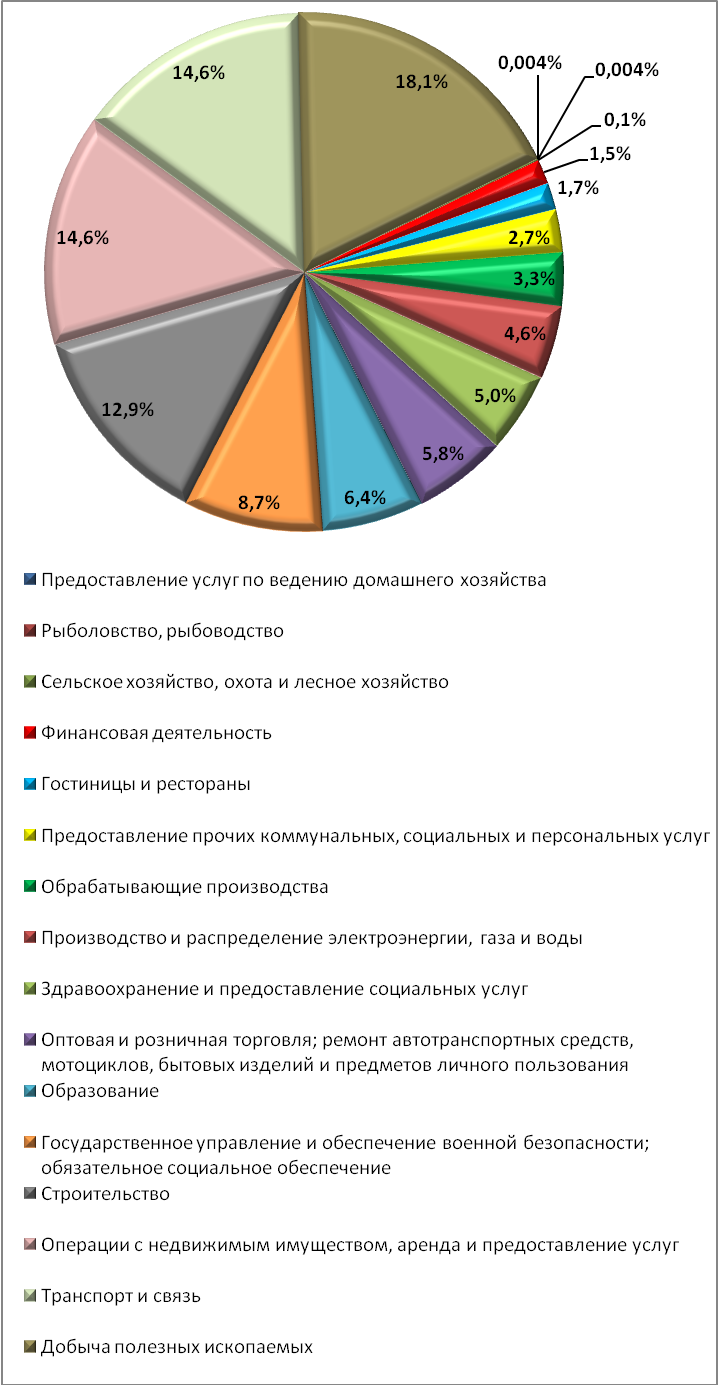 0,004%
0,004%
0,1%
1,5%
1,7%
2,7%
3,3%
4,6%
5,0%
5,8%
6,4%
8,7%
12,9%
14,6%
14,6%
18,1%
Предоставление услуг по ведению домашнего хозяйства
Рыболовство, рыбоводство
Сельское хозяйство, охота и лесное хозяйство
Финансовая деятельность
Гостиницы и рестораны
Предоставление прочих коммунальных, социальных и персональных услуг
Обрабатывающие производства
Производство и распределение электроэнергии, газа и воды
Здравоохранение и предоставление социальных услуг
Оптовая и розничная торговля; ремонт автотранспортных средств,
мотоциклов, бытовых изделий и предметов личного пользования
Образование
Государственное управление и обеспечение военной безопасности;
обязательное социальное обеспечение
Строительство
Операции с недвижимым имуществом, аренда и предоставление услуг
Транспорт и связь
Добыча полезных ископаемых